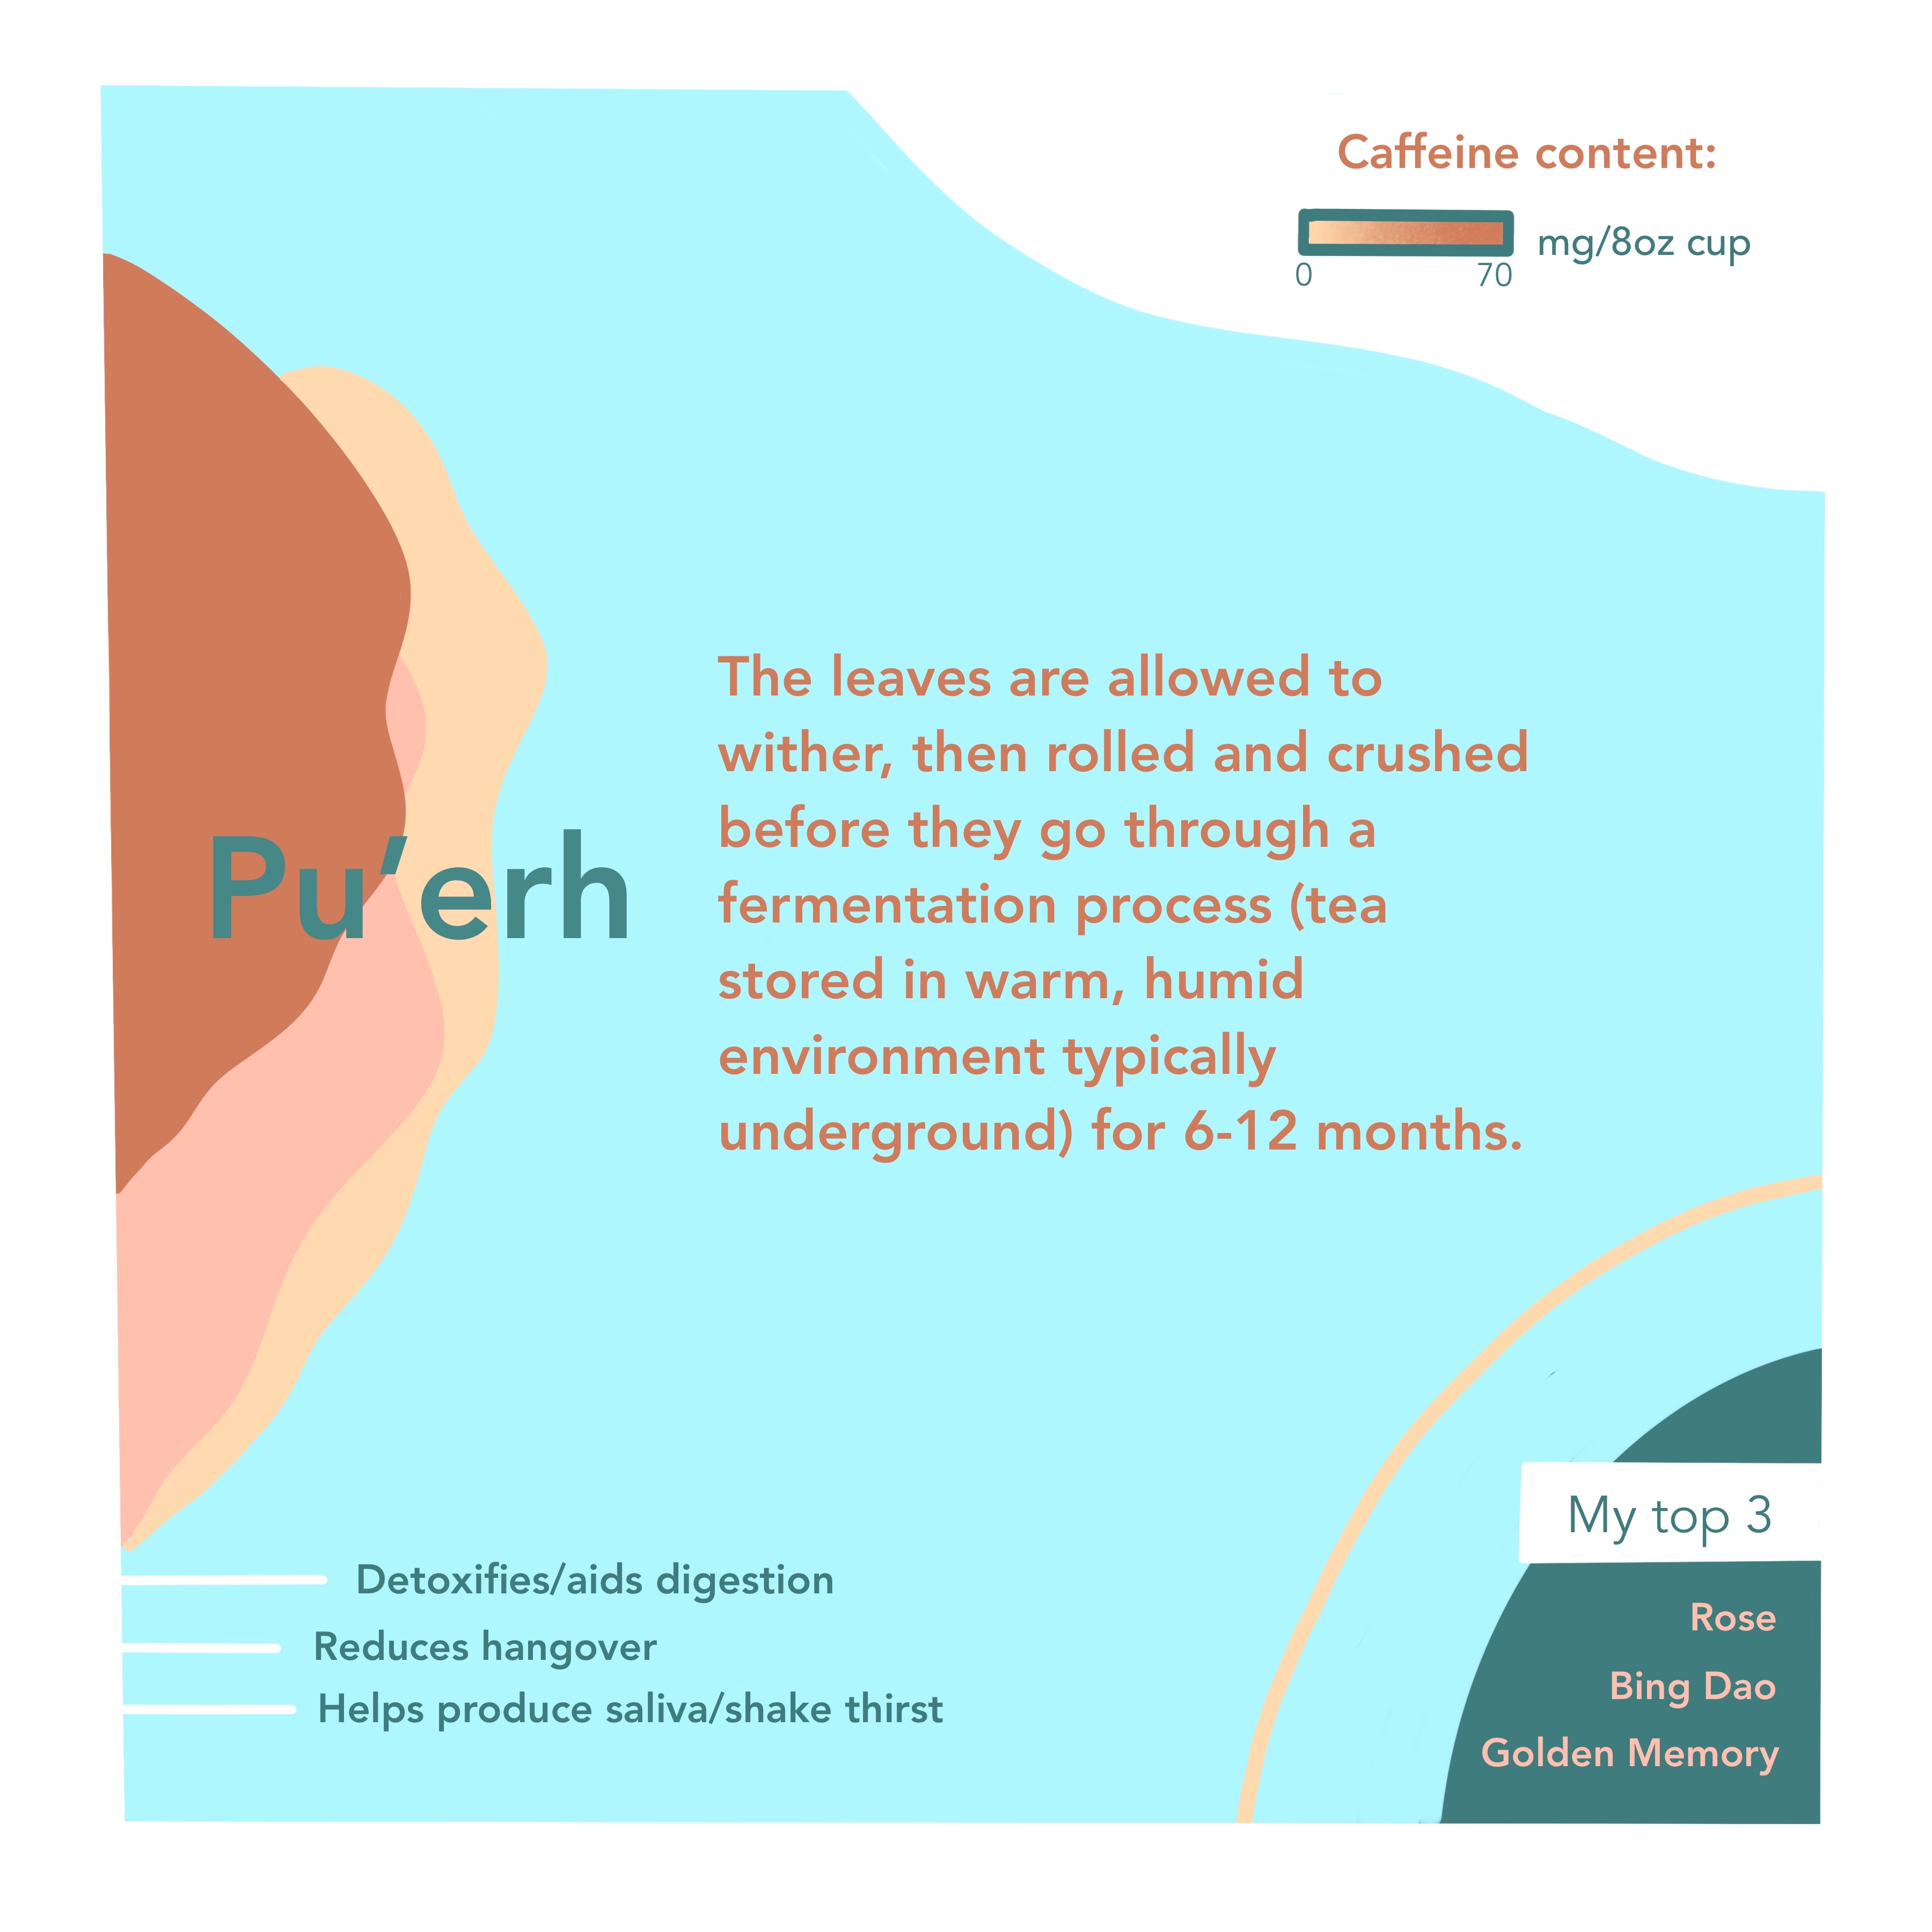 Caffeine content:
mg/8oz cup
0 70
Pu'erh
The leaves are allowed to
wither, then rolled and crushed
before they go through a
fermentation process (tea
stored in warm, humid
environment typically
underground) for 6-12 months.
Detoxifies/aids digestion
Reduces hangover
Helps produce saliva/shake thirst
My top 3
Rose
Bing Dao
Golden Memory